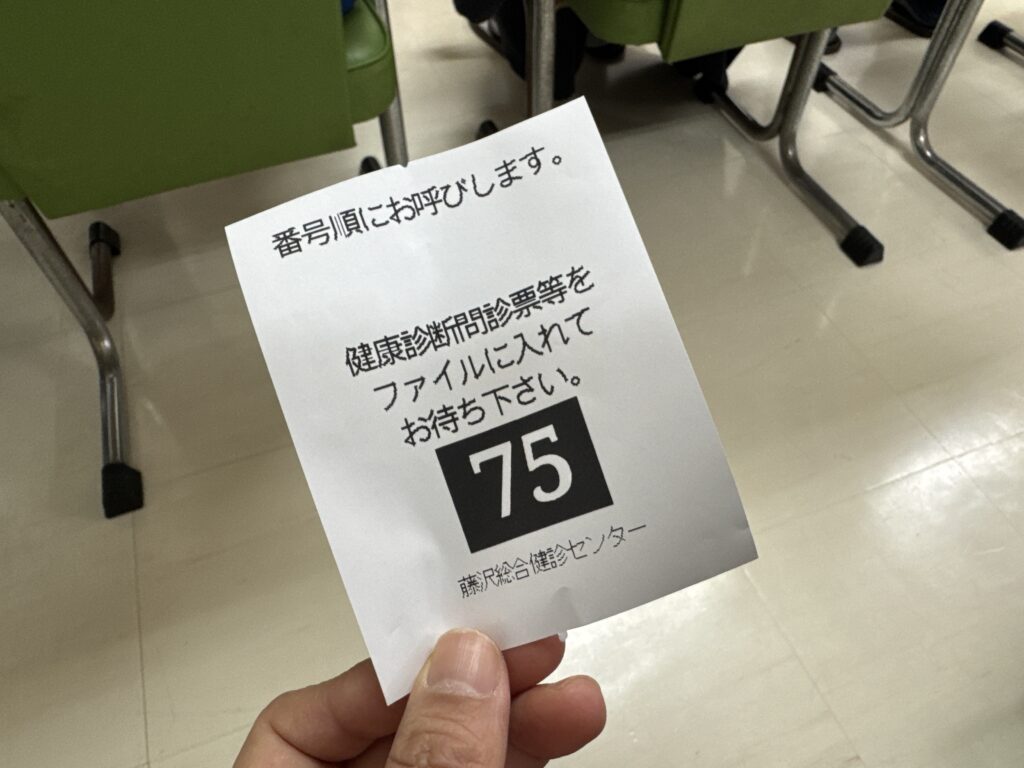 番号順にお呼びします。
健康診断問診票等を
ファイルに入れて
お待ち下さい。
75
藤沢総合健診センター